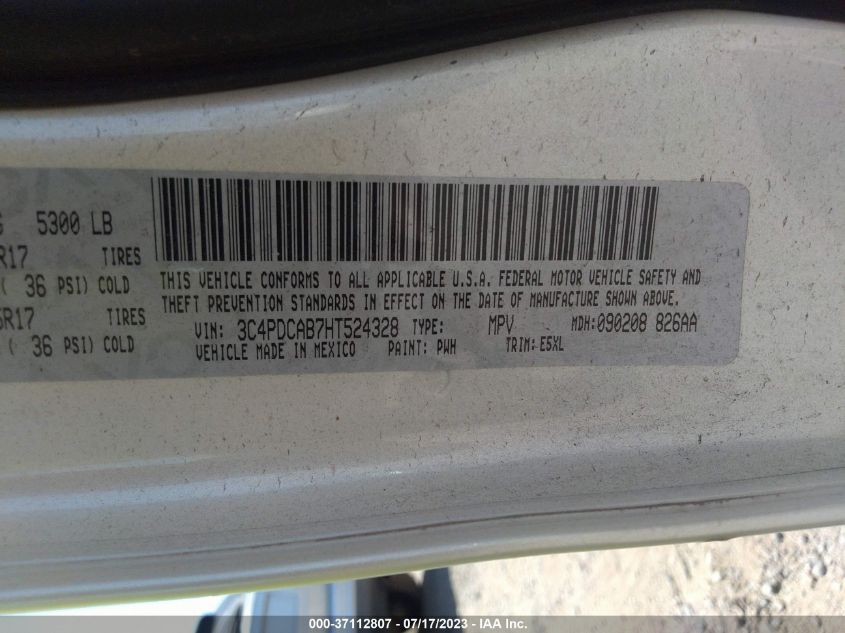 G 5300 LB
R17 TIRES
( 36 PSI) COLD
5R17 TIRES
( 36 PSI) COLD
THIS VEHICLE CONFORMS TO ALL APPLICABLE U.S.A. FEDERAL MOTOR VEHICLE SAFETY AND
THEFT PREVENTION STANDARDS IN EFFECT ON THE DATE OF MANUFACTURE SHOWN ABOVE.
VIN: 3C4PDCAB7HT524328 TYPE: MPV MDH:090208 826AA
VEHICLE MADE IN MEXICO PAINT: PWH TRIM:E5XL
000-37112807 - 07/17/2023 - IAA Inc.